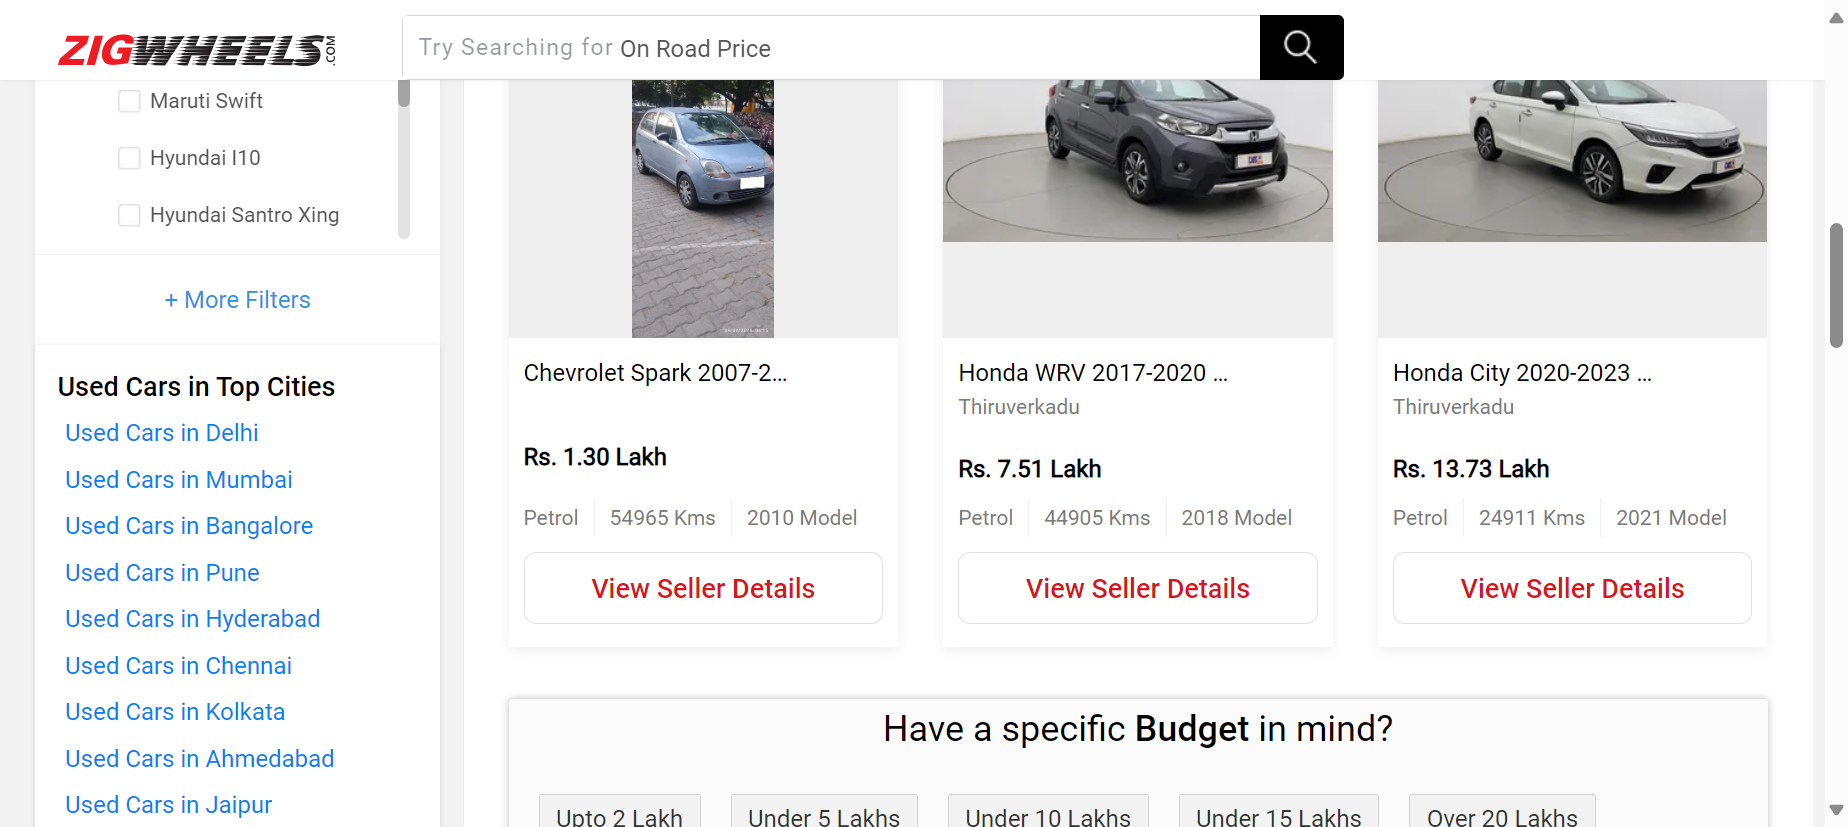 ZIGWHEELS.COM
Try Searching for On Road Price
Maruti Swift
Hyundai I10
Hyundai Santro Xing
+ More Filters
Used Cars in Top Cities
Used Cars in Delhi
Used Cars in Mumbai
Used Cars in Bangalore
Used Cars in Pune
Used Cars in Hyderabad
Used Cars in Chennai
Used Cars in Kolkata
Used Cars in Ahmedabad
Used Cars in Jaipur
Chevrolet Spark 2007-2...
Rs. 1.30 Lakh
Petrol 54965 Kms 2010 Model
View Seller Details
Honda WRV 2017-2020 ...
Thiruverkadu
Rs. 7.51 Lakh
Petrol 44905 Kms 2018 Model
View Seller Details
Honda City 2020-2023 ...
Thiruverkadu
Rs. 13.73 Lakh
Petrol 24911 Kms 2021 Model
View Seller Details
Have a specific Budget in mind?
Upto 2 Lakh Under 5 Lakhs Under 10 Lakhs Under 15 Lakhs Over 20 Lakhs